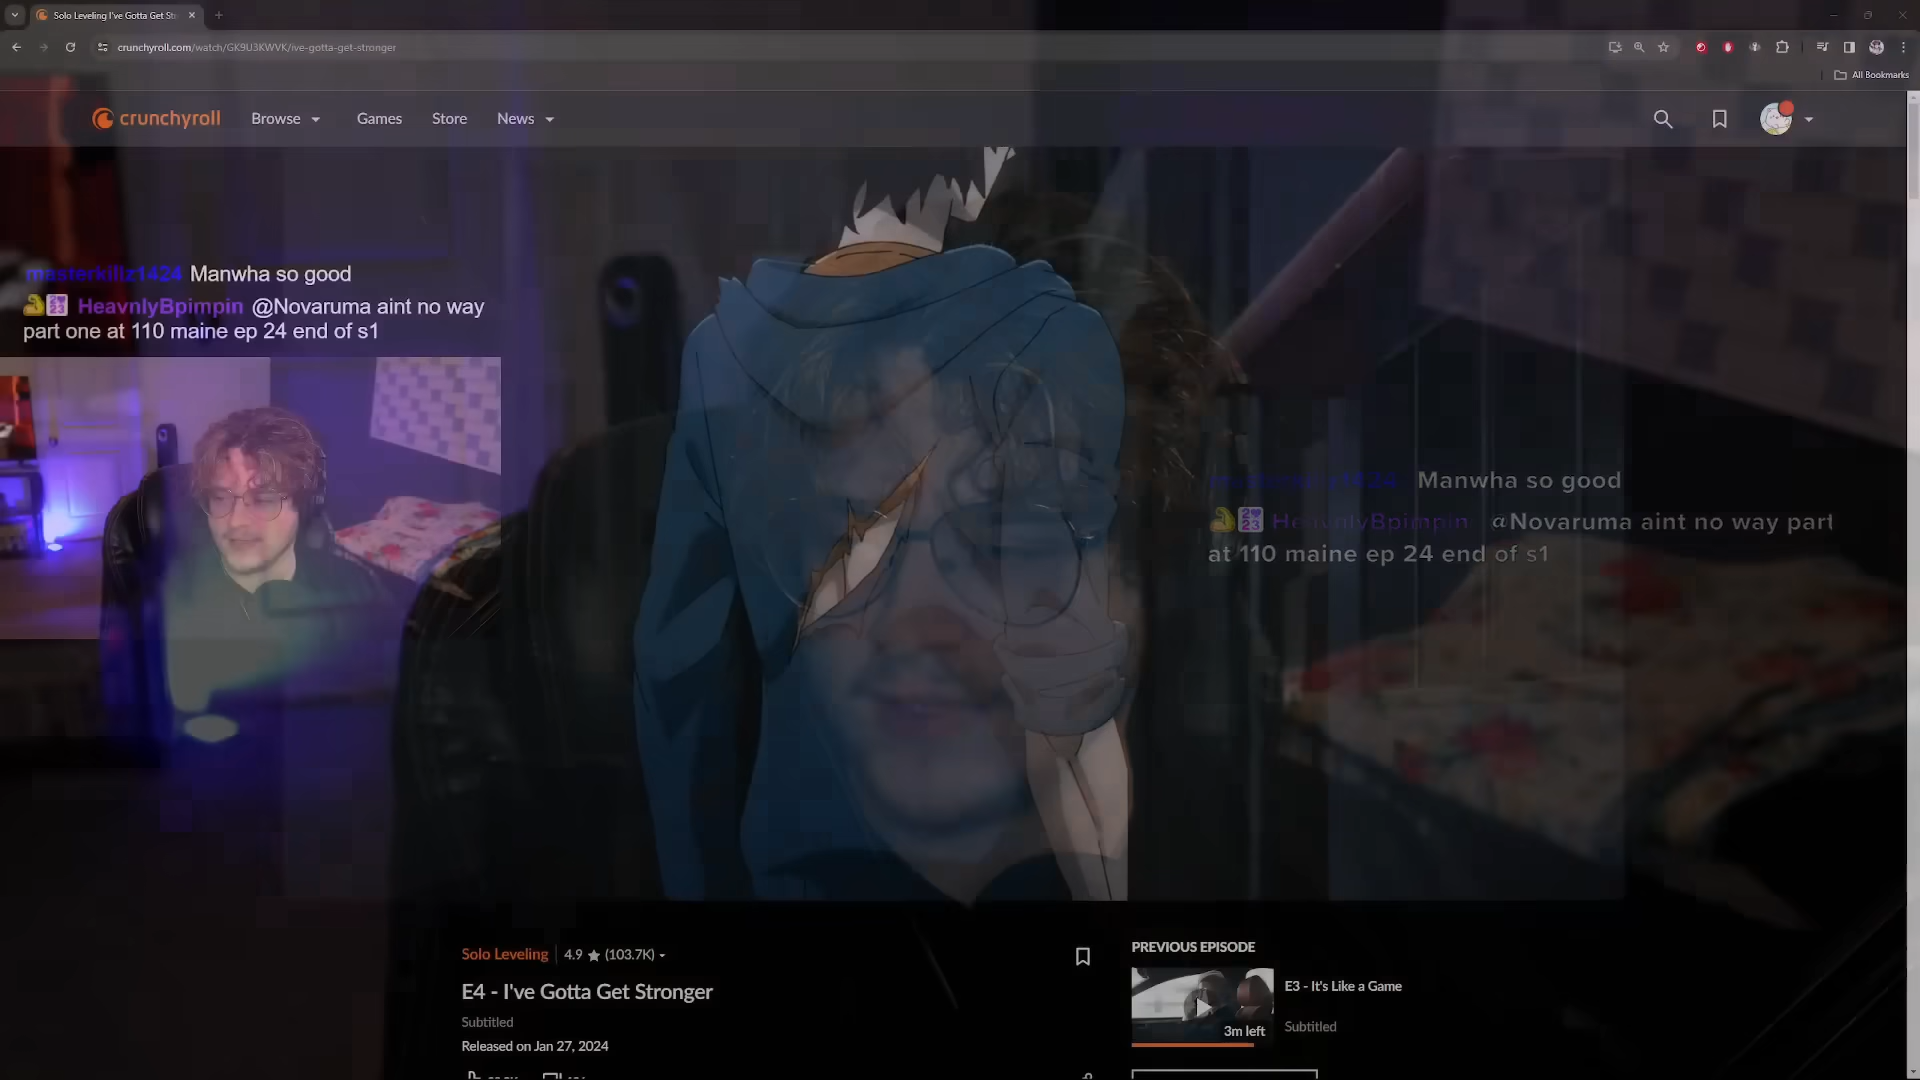 Solo Leveling I've Gotta Get Str
crunchyroll.com/watch/GK9U3KWVK/ive-gotta-get-stronger
All Bookmarks
crunchyroll
Browse
Games
Store
News
masterkillz1424 Manwha so good
HeavnlyBpimpin @Novaruma aint no way
part one at 110 maine ep 24 end of s1
Manwha so good
HeavnlyBpimpin @Novaruma aint no way part
at 110 maine ep 24 end of s1
Solo Leveling 4.9 (103.7K)
E4 - I've Gotta Get Stronger
Subtitled
Released on Jan 27, 2024
PREVIOUS EPISODE
E3 - It's Like a Game
3m left
Subtitled